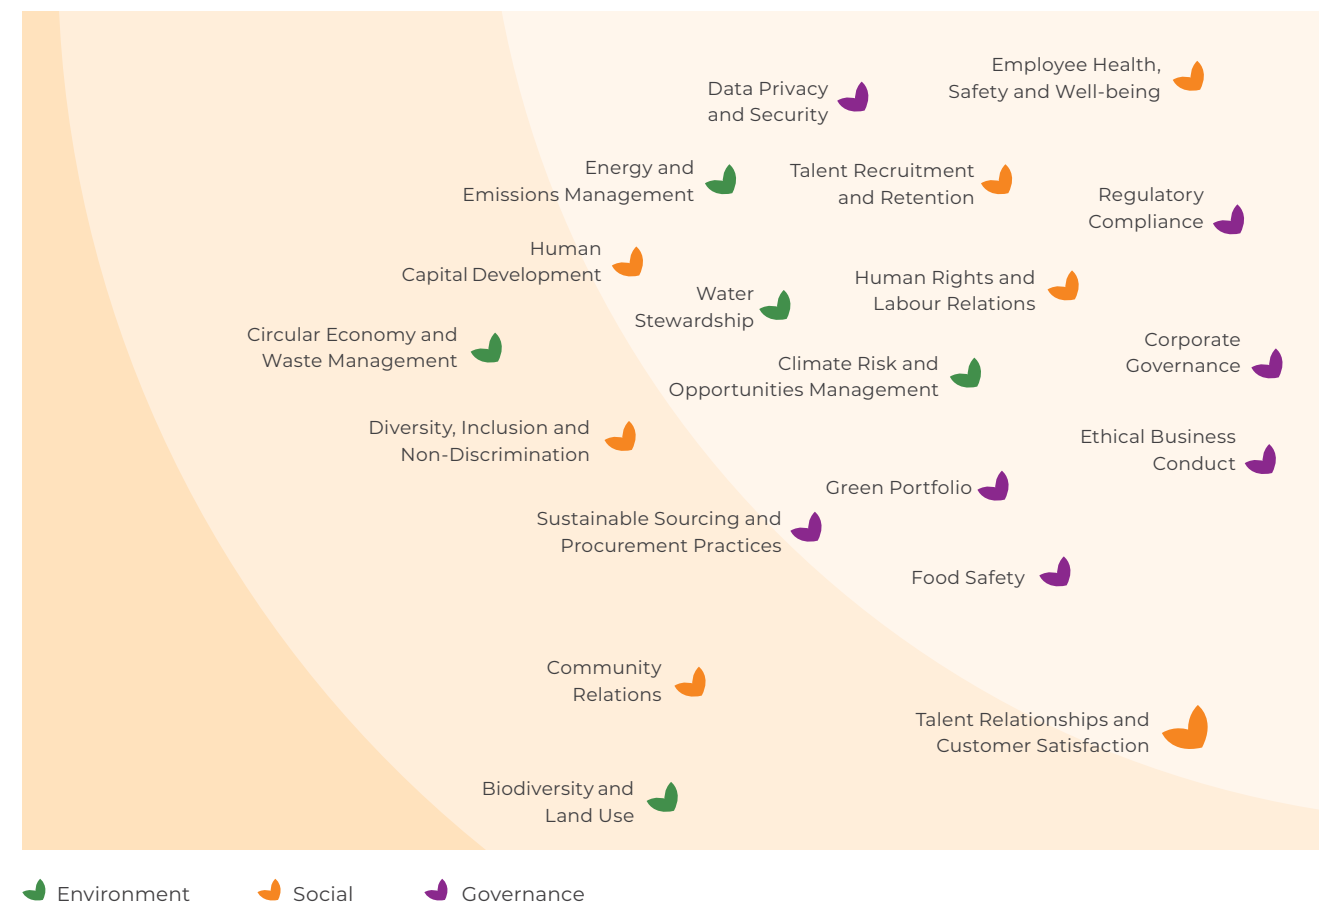 Employee Health,
Safety and Well-being
Data Privacy
and Security
Energy and
Emissions Management
Talent Recruitment
and Retention
Regulatory
Compliance
Human
Capital Development
Human Rights and
Labour Relations
Water
Stewardship
Circular Economy and
Waste Management
Corporate
Governance
Climate Risk and
Opportunities Management
Diversity, Inclusion and
Non-Discrimination
Ethical Business
Conduct
Green Portfolio
Sustainable Sourcing and
Procurement Practices
Food Safety
Community
Relations
Talent Relationships and
Customer Satisfaction
Biodiversity and
Land Use
Environment
Social
Governance